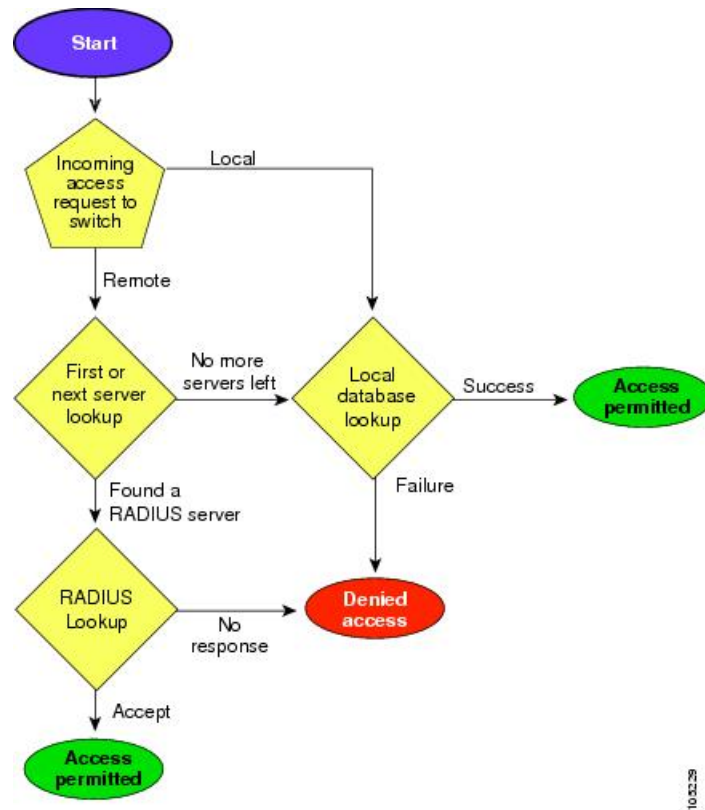 Start
Incoming
access
request to
switch
Local
Remote
First or
next server
lookup
No more
servers left
Local
database
lookup
Success
Access
permitted
Found a
RADIUS server
Failure
RADIUS
Lookup
No
response
Denied
access
Accept
Access
permitted
105229